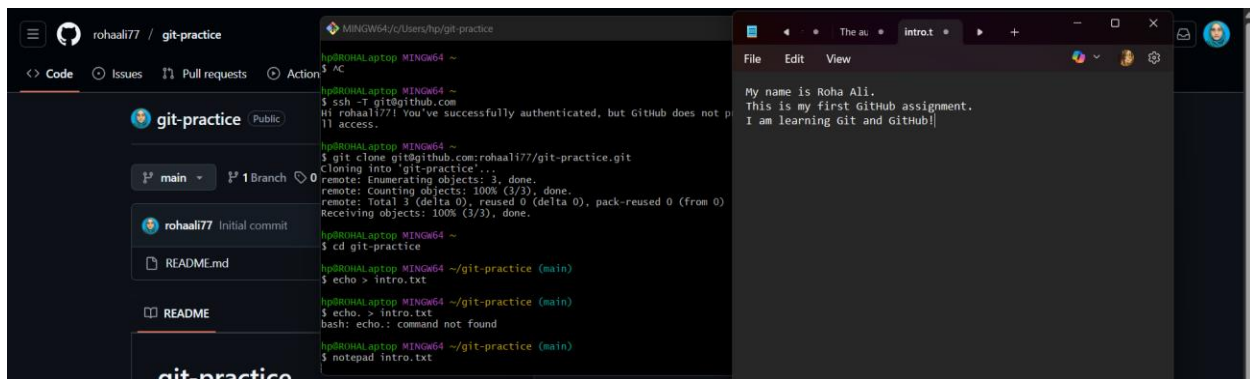 rohaali77 / git-practice
Code Issues Pull requests Action
git-practice Public
main 1 Branch 0
rohaali77 Initial commit
README.md
README
git-practice
MINGW64:/c/Users/hp/git-practice
hp@ROHALaptop MINGW64 ~
$ ^C
hp@ROHALaptop MINGW64 ~
$ ssh -T git@github.com
Hi rohaali77! You've successfully authenticated, but GitHub does not p
ll access.
hp@ROHALaptop MINGW64 ~
$ git clone git@github.com:rohaali77/git-practice.git
Cloning into 'git-practice'...
remote: Enumerating objects: 3, done.
remote: Counting objects: 100% (3/3), done.
remote: Total 3 (delta 0), reused 0 (delta 0), pack-reused 0 (from 0)
Receiving objects: 100% (3/3), done.
hp@ROHALaptop MINGW64 ~
$ cd git-practice
hp@ROHALaptop MINGW64 ~/git-practice (main)
$ echo > intro.txt
hp@ROHALaptop MINGW64 ~/git-practice (main)
$ echo. > intro.txt
bash: echo.: command not found
hp@ROHALaptop MINGW64 ~/git-practice (main)
$ notepad intro.txt
The au intro.t
File Edit View
My name is Roha Ali.
This is my first GitHub assignment.
I am learning Git and GitHub!